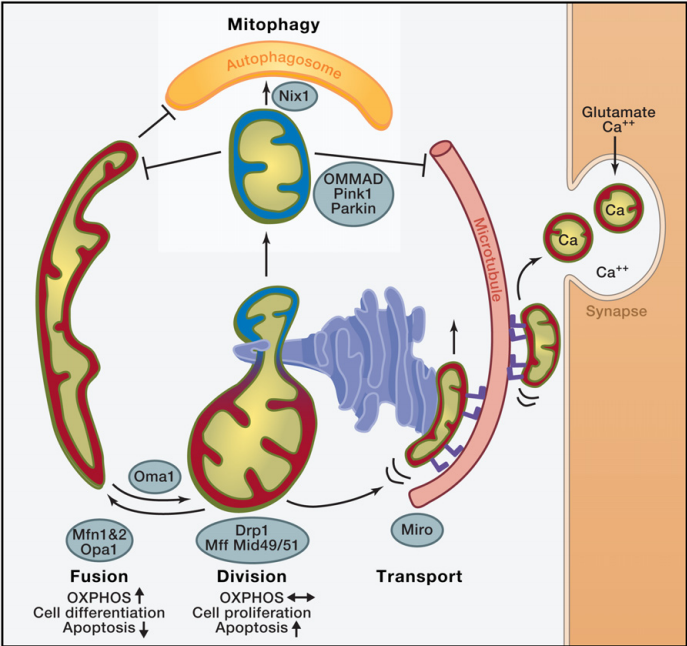 Mitophagy
Autophagosome
Nix1
Glutamate
Ca++
OMMAD
Pink1
Parkin
Microtubule
Ca
Ca
Ca++
Synapse
Oma1
Mfn1&2
Opa1
Drp1
Mff Mid49/51
Miro
Fusion
OXPHOS ↑
Cell differentiation
Apoptosis ↓
Division
OXPHOS ↔
Cell proliferation
Apoptosis ↑
Transport